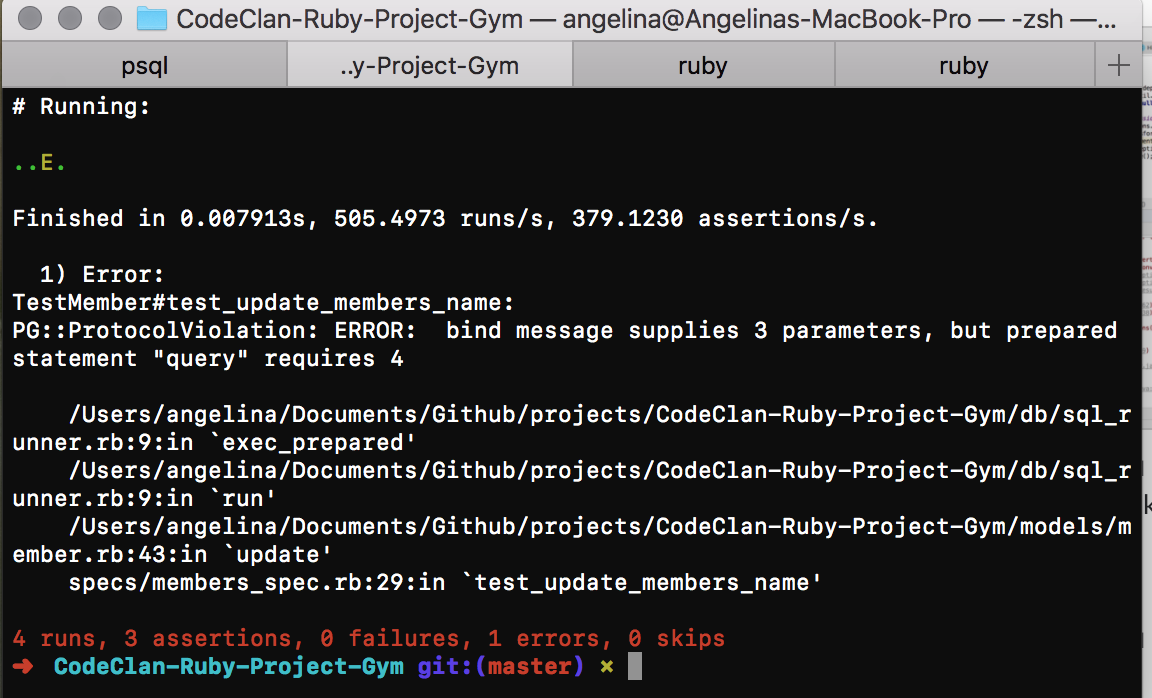 CodeClan-Ruby-Project-Gym — angelina@Angelinas-MacBook-Pro — -zsh —...
psql ..y-Project-Gym ruby ruby +
# Running:
..E.
Finished in 0.007913s, 505.4973 runs/s, 379.1230 assertions/s.
1) Error:
TestMember#test_update_members_name:
PG::ProtocolViolation: ERROR:  bind message supplies 3 parameters, but prepared
statement "query" requires 4
/Users/angelina/Documents/Github/projects/CodeClan-Ruby-Project-Gym/db/sql_r
unner.rb:9:in `exec_prepared'
/Users/angelina/Documents/Github/projects/CodeClan-Ruby-Project-Gym/db/sql_r
unner.rb:9:in `run'
/Users/angelina/Documents/Github/projects/CodeClan-Ruby-Project-Gym/models/m
ember.rb:43:in `update'
specs/members_spec.rb:29:in `test_update_members_name'
4 runs, 3 assertions, 0 failures, 1 errors, 0 skips
➜ CodeClan-Ruby-Project-Gym git:(master) ✗